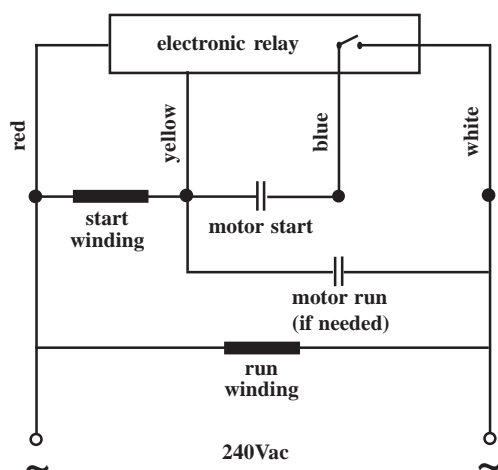 electronic relay
red
yellow
blue
white
start
winding
motor start
motor run
(if needed)
run
winding
240Vac
~
~